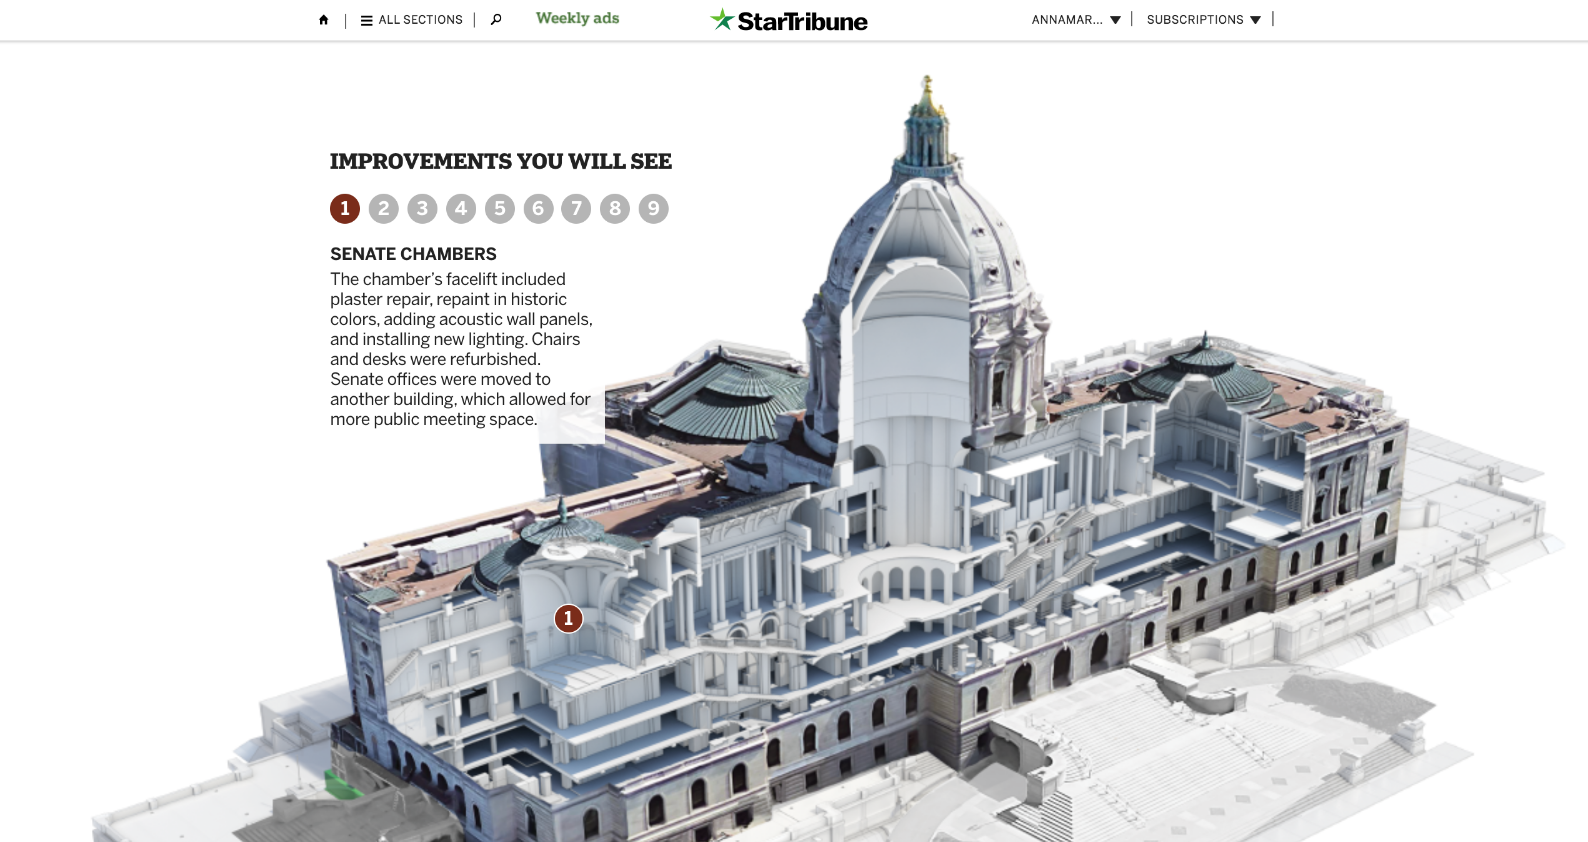 ALL SECTIONS
Weekly ads
StarTribune
ANNAMAR...
SUBSCRIPTIONS
IMPROVEMENTS YOU WILL SEE
1 2 3 4 5 6 7 8 9
SENATE CHAMBERS
The chamber’s facelift included
plaster repair, repaint in historic
colors, adding acoustic wall panels,
and installing new lighting. Chairs
and desks were refurbished.
Senate offices were moved to
another building, which allowed for
more public meeting space.
1